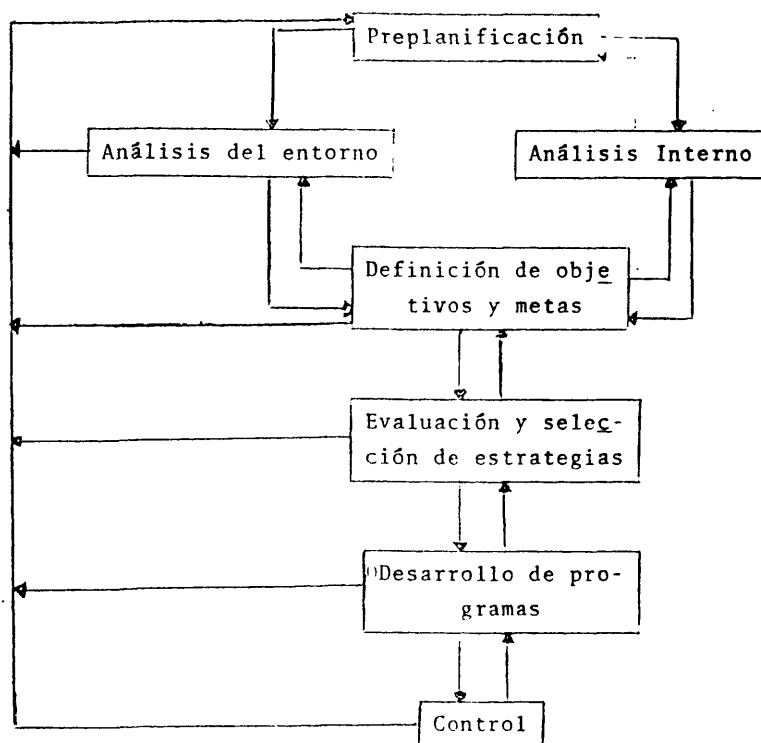 Preplanificación
Análisis del entorno
Análisis Interno
Definición de obje
tivos y metas
Evaluación y selec-
ción de estrategias
Desarrollo de pro-
gramas
Control